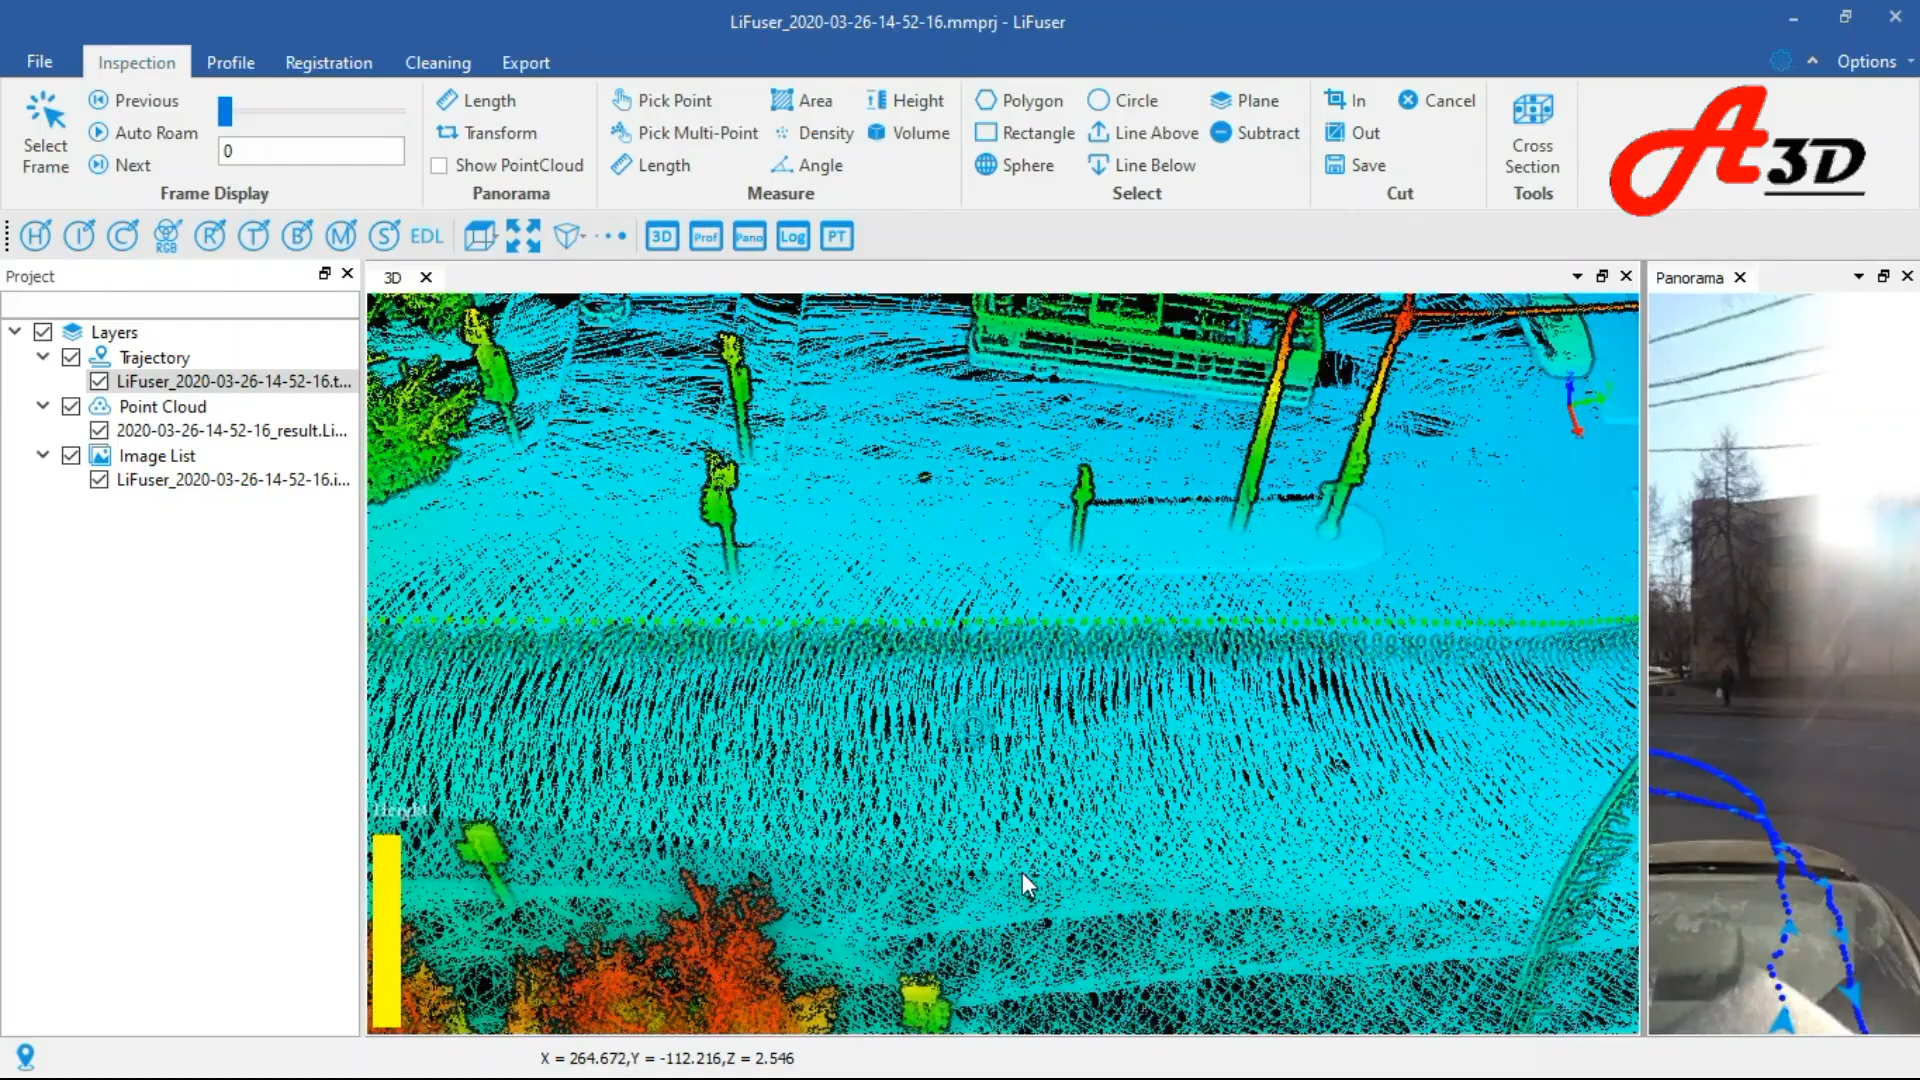 LiFuser_2020-03-26-14-52-16.mmprj - LiFuser
File Inspection Profile Registration Cleaning Export Options
Select Frame
Previous
Auto Roam
Next
0
Frame Display
Length
Transform
Show PointCloud
Panorama
Pick Point Area Height
Pick Multi-Point Density Volume
Length Angle
Measure
Polygon Circle Plane
Rectangle Line Above Subtract
Sphere Line Below
Select
In Cancel
Out
Save
Cut
Cross Section
Tools
A3D
H I C RGB R T B M S EDL 3D Prof Pano Log PT
Project
3D
Panorama
Layers
Trajectory
LiFuser_2020-03-26-14-52-16.t...
Point Cloud
2020-03-26-14-52-16_result.Li...
Image List
LiFuser_2020-03-26-14-52-16.i...
Height
X = 264.672,Y = -112.216,Z = 2.546